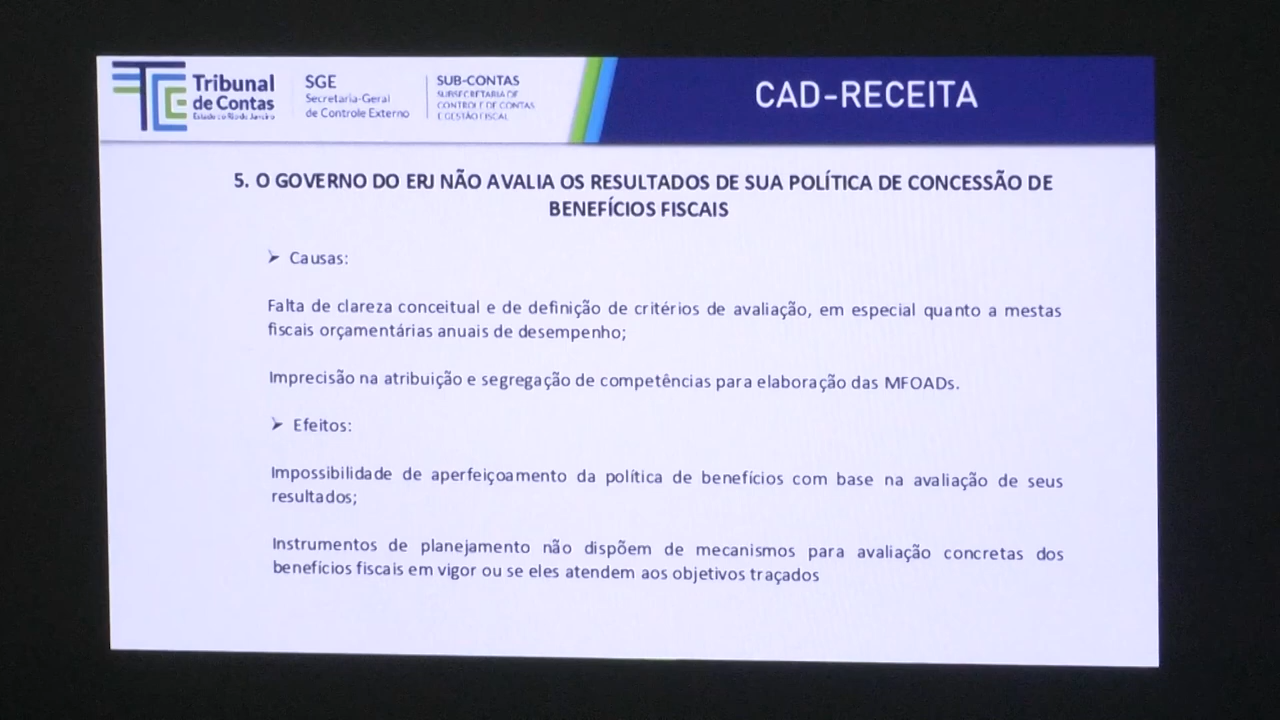 Tribunal
de Contas
Estado do Rio de Janeiro
SGE
Secretaria-Geral
de Controle Externo
SUB-CONTAS
SUBSECRETARIA DE
CONTROLE DE CONTAS
E GESTÃO FISCAL
CAD-RECEITA
5. O GOVERNO DO ERJ NÃO AVALIA OS RESULTADOS DE SUA POLÍTICA DE CONCESSÃO DE
BENEFÍCIOS FISCAIS
➤ Causas:
Falta de clareza conceitual e de definição de critérios de avaliação, em especial quanto a mestas
fiscais orçamentárias anuais de desempenho;
Imprecisão na atribuição e segregação de competências para elaboração das MFOADs.
➤ Efeitos:
Impossibilidade de aperfeiçoamento da política de benefícios com base na avaliação de seus
resultados;
Instrumentos de planejamento não dispõem de mecanismos para avaliação concretas dos
benefícios fiscais em vigor ou se eles atendem aos objetivos traçados